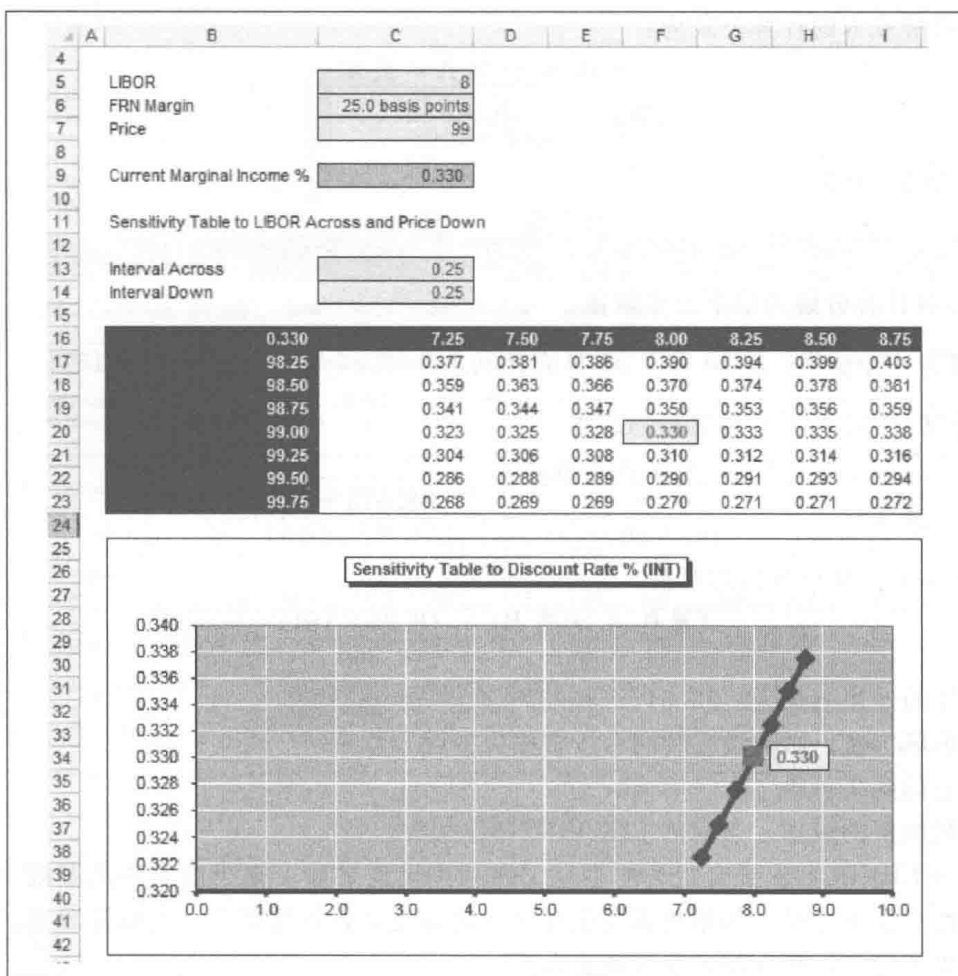 A B C D E F G H I
4
5 LIBOR 8
6 FRN Margin 25.0 basis points
7 Price 99
8
9 Current Marginal Income % 0.330
10
11 Sensitivity Table to LIBOR Across and Price Down
12
13 Interval Across 0.25
14 Interval Down 0.25
15
16 0.330 7.25 7.50 7.75 8.00 8.25 8.50 8.75
17 98.25 0.377 0.381 0.386 0.390 0.394 0.399 0.403
18 98.50 0.359 0.363 0.366 0.370 0.374 0.378 0.381
19 98.75 0.341 0.344 0.347 0.350 0.353 0.356 0.359
20 99.00 0.323 0.325 0.328 0.330 0.333 0.335 0.338
21 99.25 0.304 0.306 0.308 0.310 0.312 0.314 0.316
22 99.50 0.286 0.288 0.289 0.290 0.291 0.293 0.294
23 99.75 0.268 0.269 0.269 0.270 0.271 0.271 0.272
24
25
26 Sensitivity Table to Discount Rate % (INT)
27
28 0.340
29 0.338
30 0.336
31 0.334
32 0.332
33
34 0.330 0.330
35 0.328
36 0.326
37 0.324
38 0.322
39 0.320
40 0.0 1.0 2.0 3.0 4.0 5.0 6.0 7.0 8.0 9.0 10.0
41
42